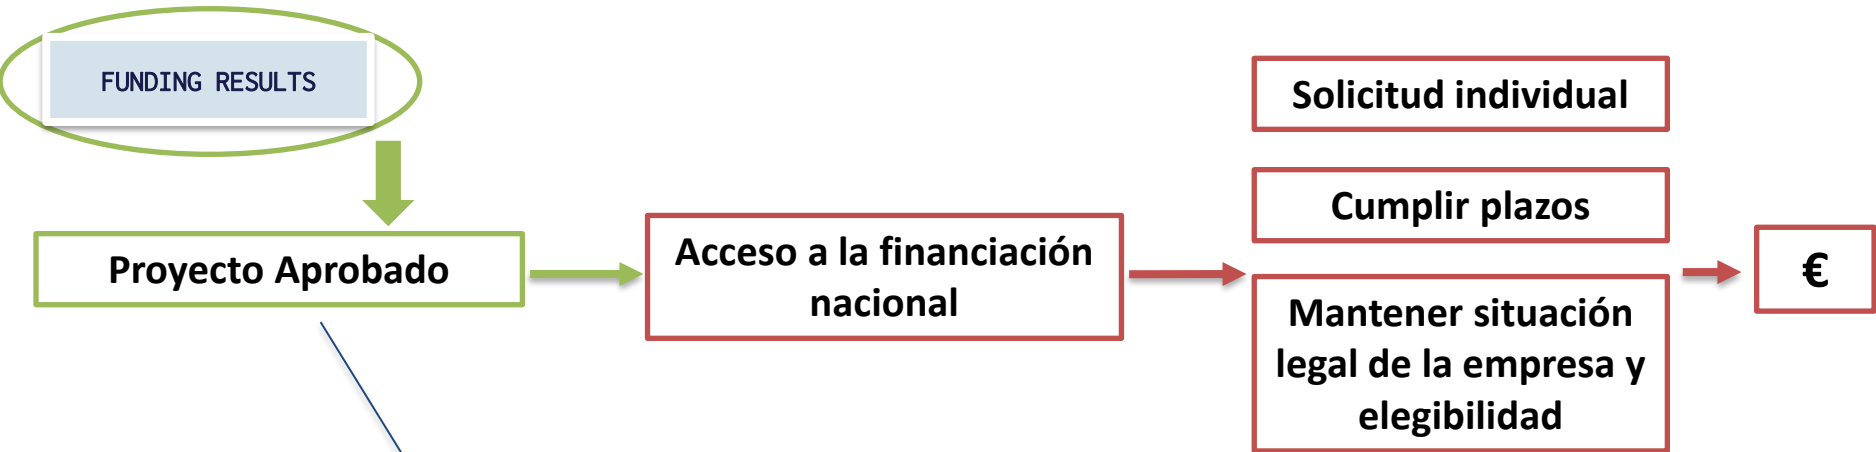 FUNDING RESULTS
Proyecto Aprobado
Acceso a la financiación
nacional
Solicitud individual
Cumplir plazos
Mantener situación
legal de la empresa y
elegibilidad
€